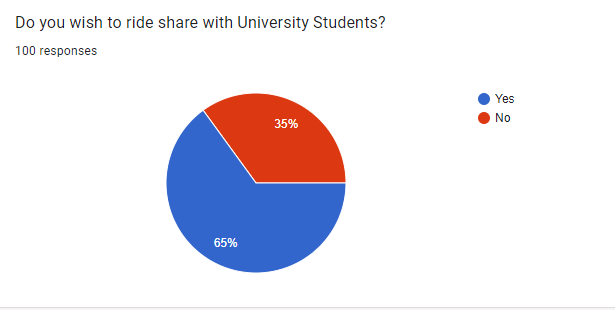 Do you wish to ride share with University Students?
100 responses
Yes
No
35%
65%